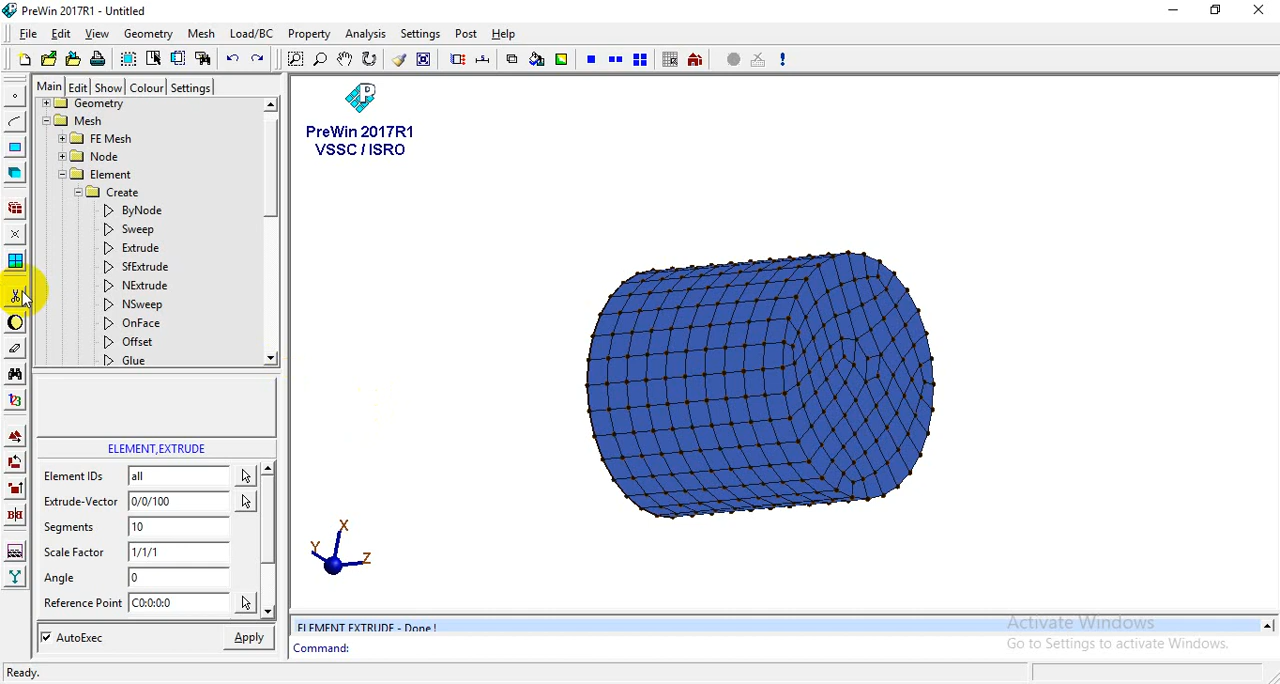 PreWin 2017R1 - Untitled
File Edit View Geometry Mesh Load/BC Property Analysis Settings Post Help
Main Edit Show Colour Settings
Geometry
Mesh
FE Mesh
Node
Element
Create
ByNode
Sweep
Extrude
SfExtrude
NExtrude
NSweep
OnFace
Offset
Glue
ELEMENT,EXTRUDE
Element IDs all
Extrude-Vector 0/0/100
Segments 10
Scale Factor 1/1/1
Angle 0
Reference Point C0:0:0:0
AutoExec Apply
P
PreWin 2017R1
VSSC / ISRO
X
Y
Z
ELEMENT EXTRUDE - Done !
Command:
Activate Windows
Go to Settings to activate Windows.
Ready.